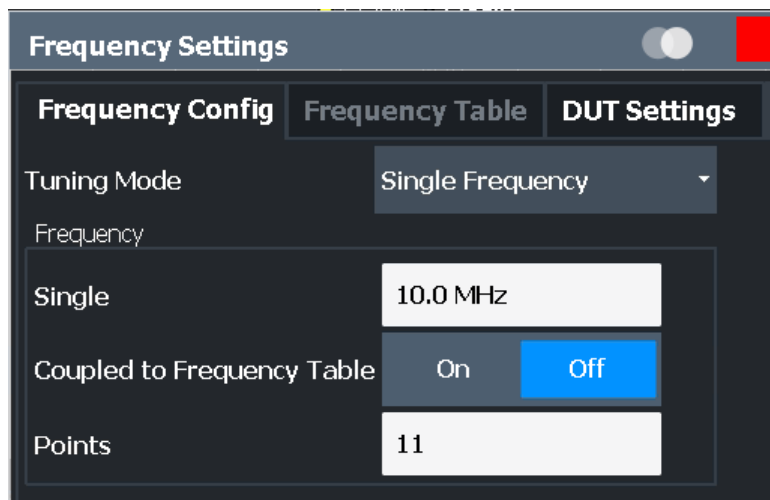 Frequency Settings
Frequency Config Frequency Table DUT Settings
Tuning Mode Single Frequency
Frequency
Single 10.0 MHz
Coupled to Frequency Table On Off
Points 11